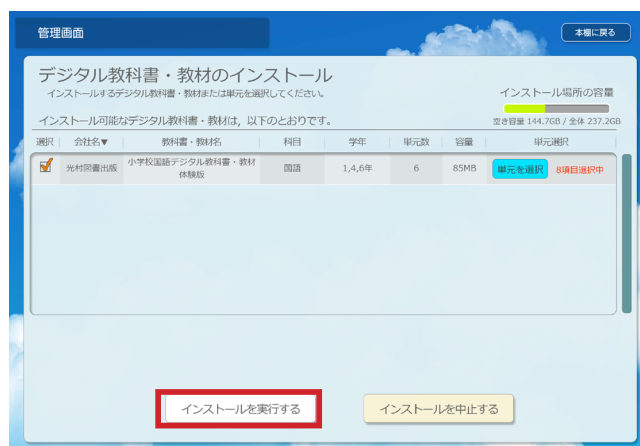 管理画面
本棚に戻る
デジタル教科書・教材のインストール
インストールするデジタル教科書・教材または単元を選択してください。
インストール場所の容量
インストール可能なデジタル教科書・教材は，以下のとおりです。
空き容量 144.7GB / 全体 237.2GB
選択 会社名▼ 教科書・教材名 科目 学年 単元数 容量 単元選択
光村図書出版 小学校国語デジタル教科書・教材 国語 1,4,6年 6 85MB 単元を選択 8項目選択中
体験版
インストールを実行する インストールを中止する